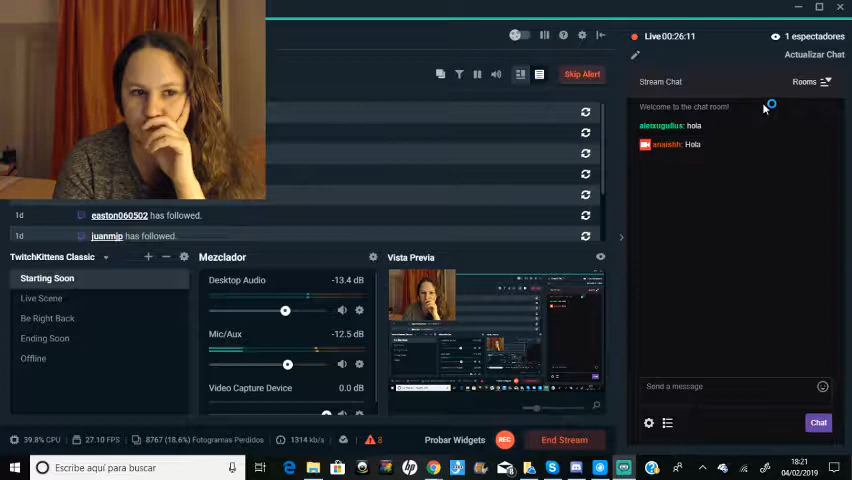 Live 00:26:11
1 espectadores
Actualizar Chat
Skip Alert
Stream Chat
Rooms
Welcome to the chat room!
aleixugullus: hola
anaishh: Hola
1d easton060502 has followed.
1d juanmjp has followed.
TwitchKittens Classic
Mezclador
Vista Previa
Starting Soon
Live Scene
Be Right Back
Ending Soon
Offline
Desktop Audio -13.4 dB
Mic/Aux -12.5 dB
Video Capture Device 0.0 dB
Send a message
Chat
39.8% CPU
27.10 FPS
8767 (18,6%) Fotogramas Perdidos
1314 kb/s
8
Probar Widgets
REC
End Stream
Escribe aquí para buscar
18:21
04/02/2019